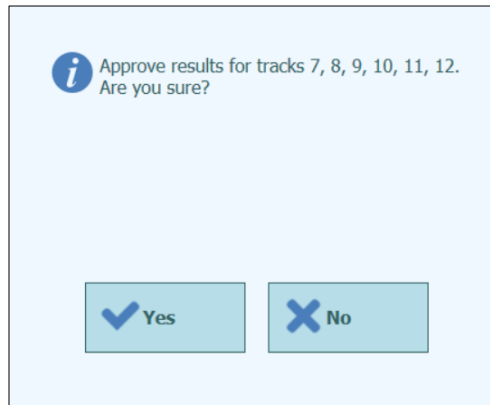 Approve results for tracks 7, 8, 9, 10, 11, 12.
Are you sure?
Yes
No